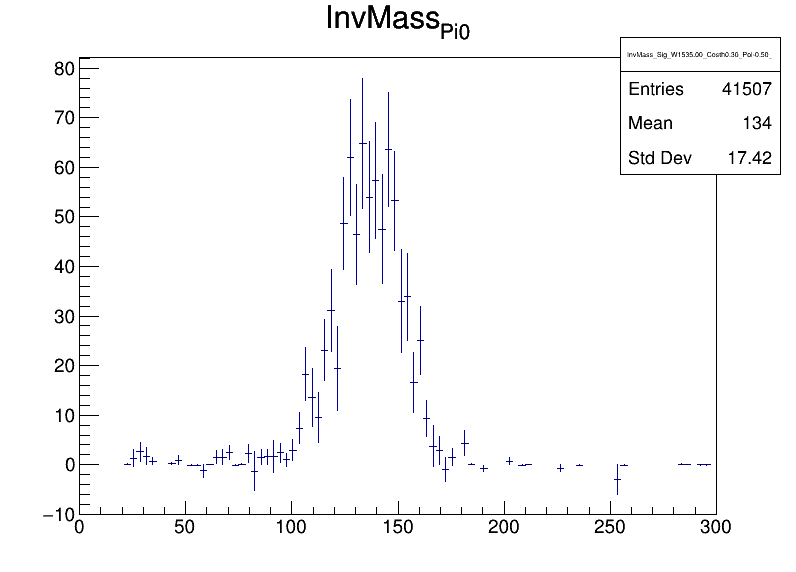 InvMass_Pi0
InvMass_Sig_W1535.00_Costh0.30_Pol-0.50_
Entries 41507
Mean 134
Std Dev 17.42
80
70
60
50
40
30
20
10
0
−10
0 50 100 150 200 250 300